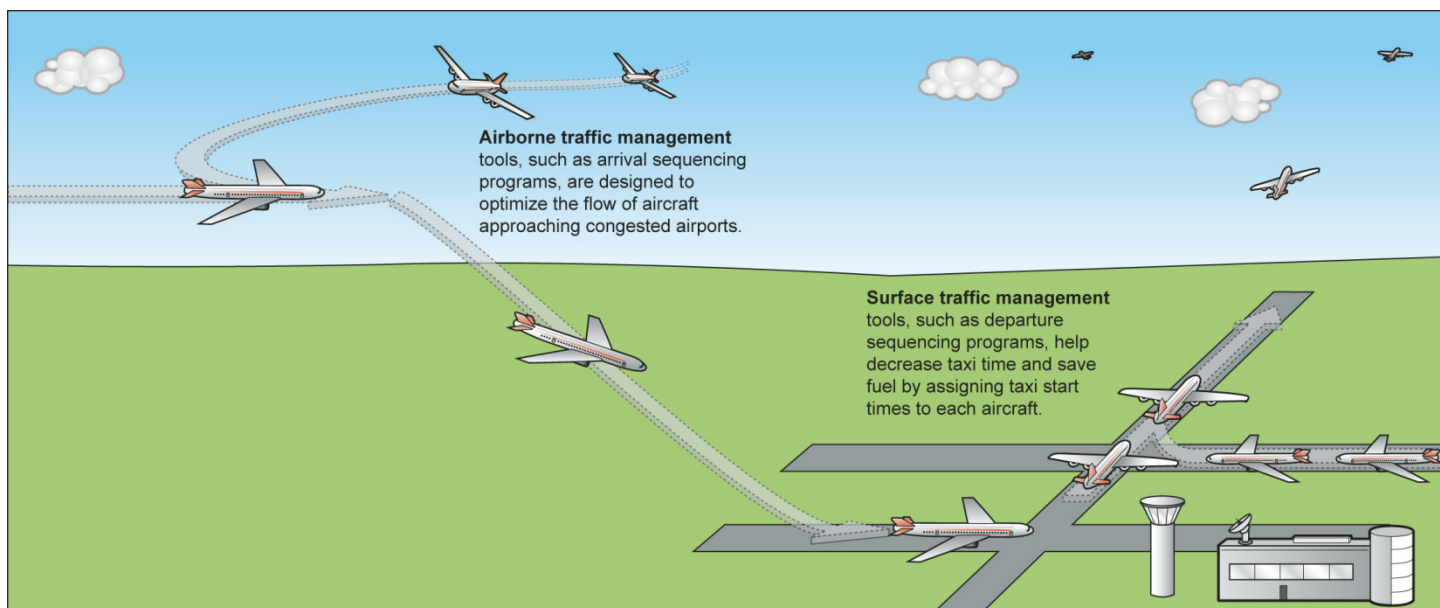 Airborne traffic management
tools, such as arrival sequencing
programs, are designed to
optimize the flow of aircraft
approaching congested airports.
Surface traffic management
tools, such as departure
sequencing programs, help
decrease taxi time and save
fuel by assigning taxi start
times to each aircraft.